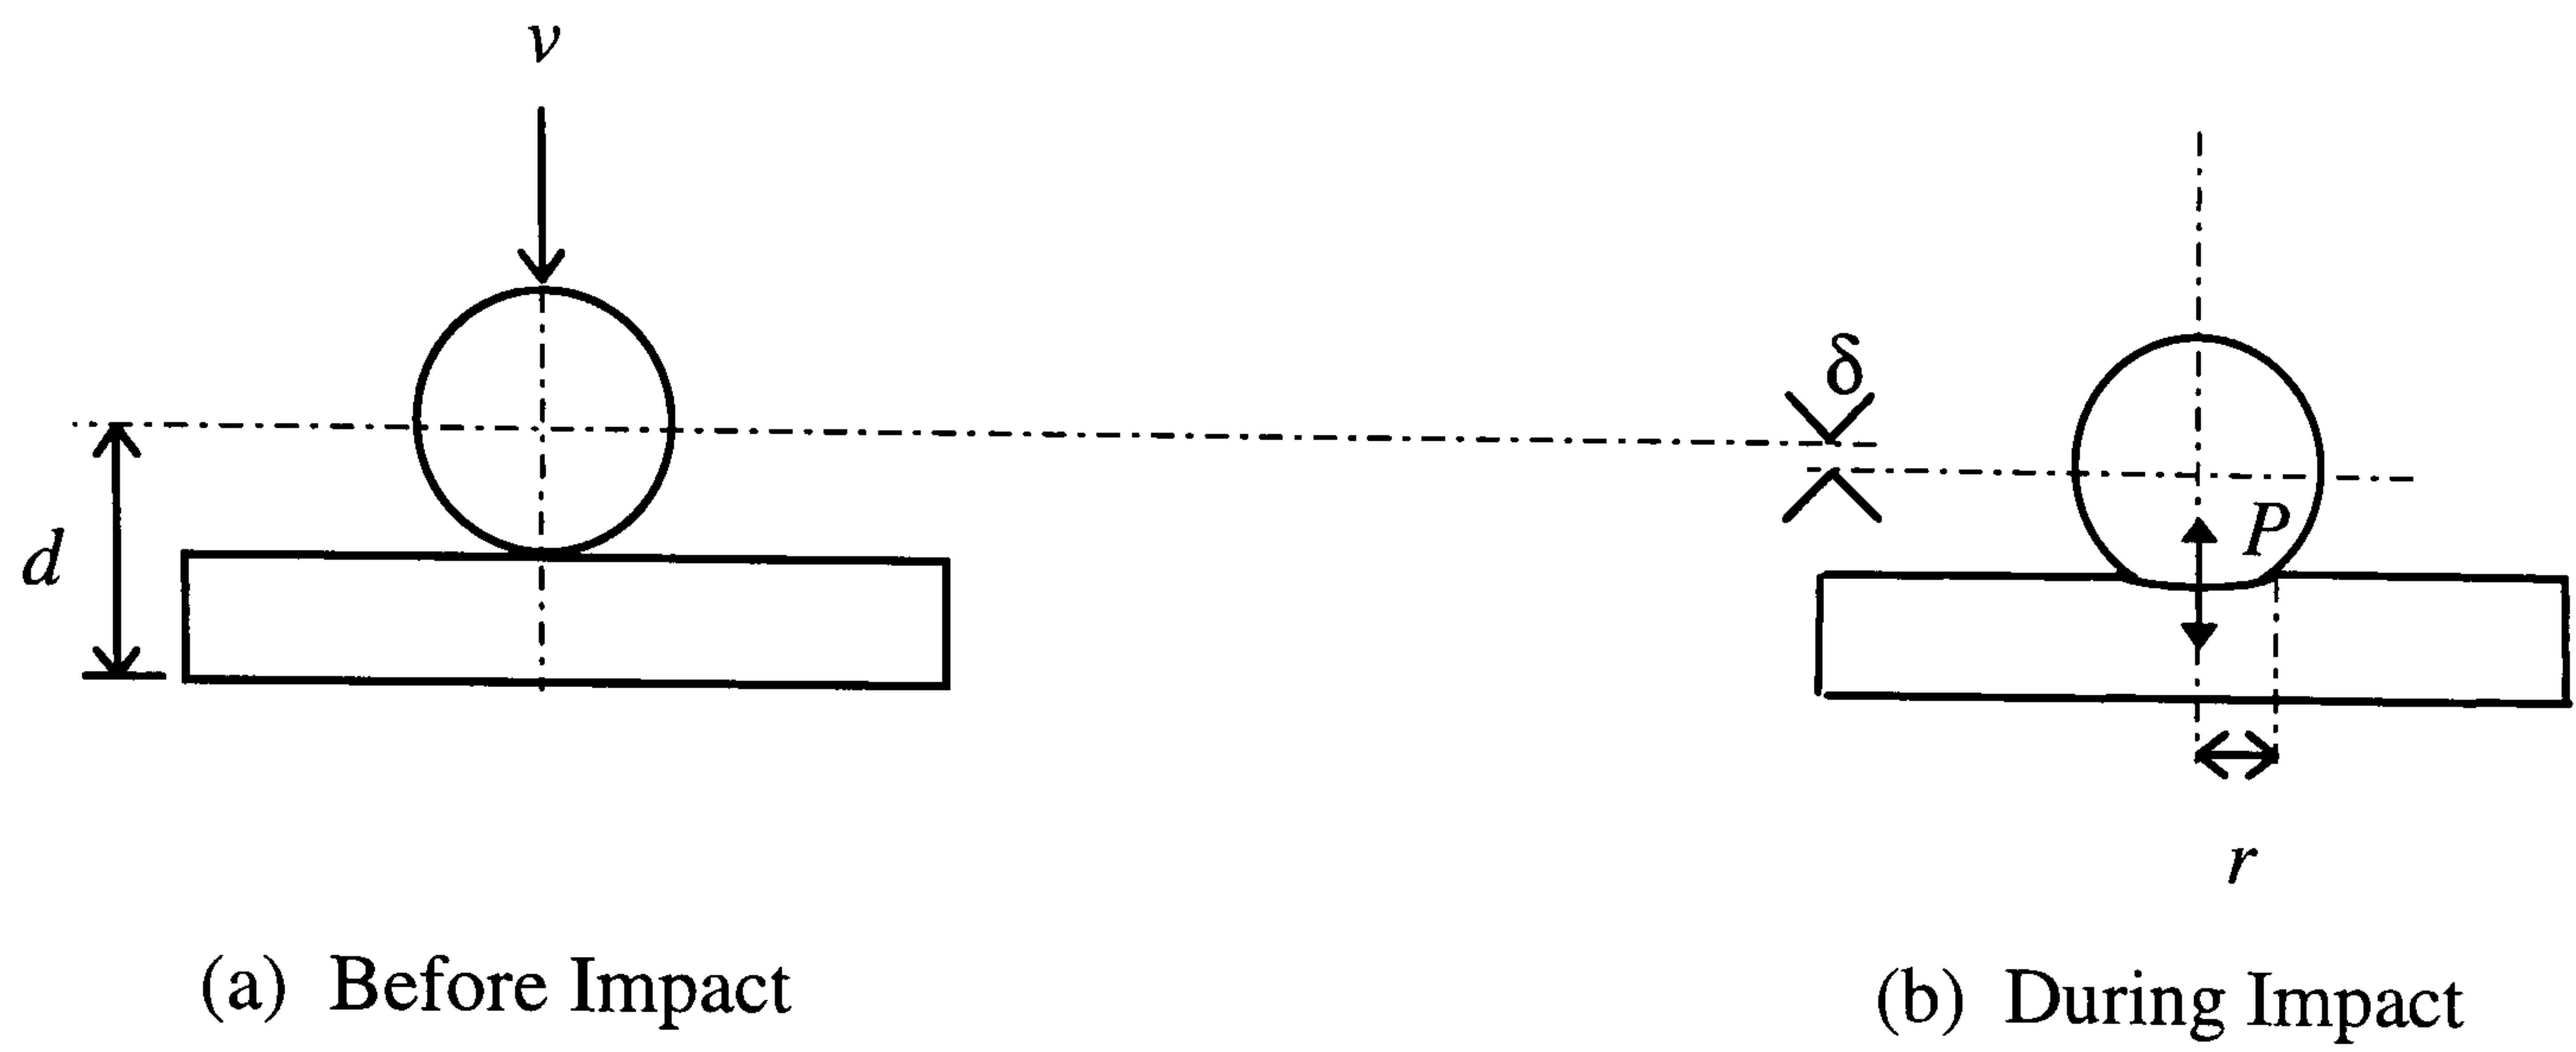 v
δ
P
d
r
(a) Before Impact
(b) During Impact